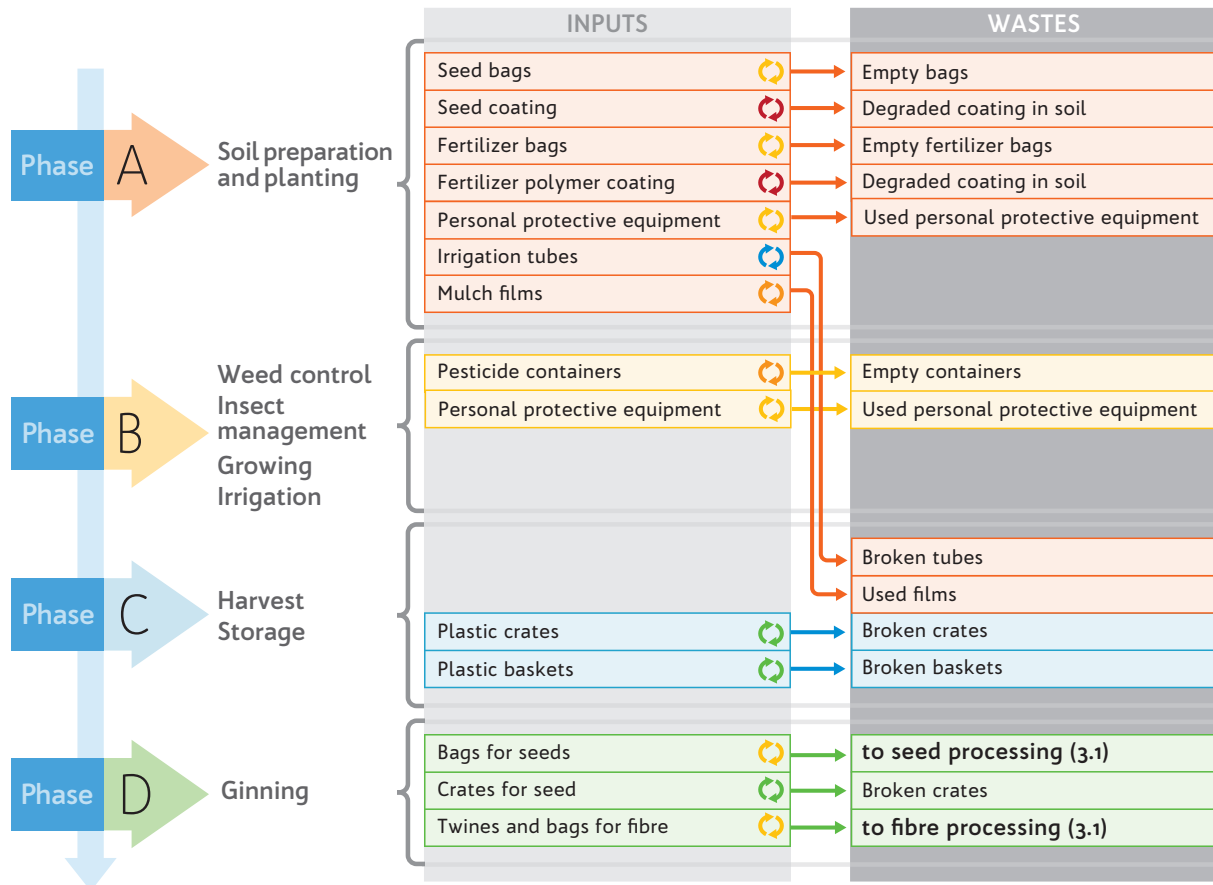 INPUTS
WASTES
Phase A
Soil preparation
and planting
Seed bags
Empty bags
Seed coating
Degraded coating in soil
Fertilizer bags
Empty fertilizer bags
Fertilizer polymer coating
Degraded coating in soil
Personal protective equipment
Used personal protective equipment
Irrigation tubes
Mulch films
Phase B
Weed control
Insect
management
Growing
Irrigation
Pesticide containers
Empty containers
Personal protective equipment
Used personal protective equipment
Phase C
Harvest
Storage
Broken tubes
Used films
Plastic crates
Broken crates
Plastic baskets
Broken baskets
Phase D
Ginning
Bags for seeds
to seed processing (3.1)
Crates for seed
Broken crates
Twines and bags for fibre
to fibre processing (3.1)